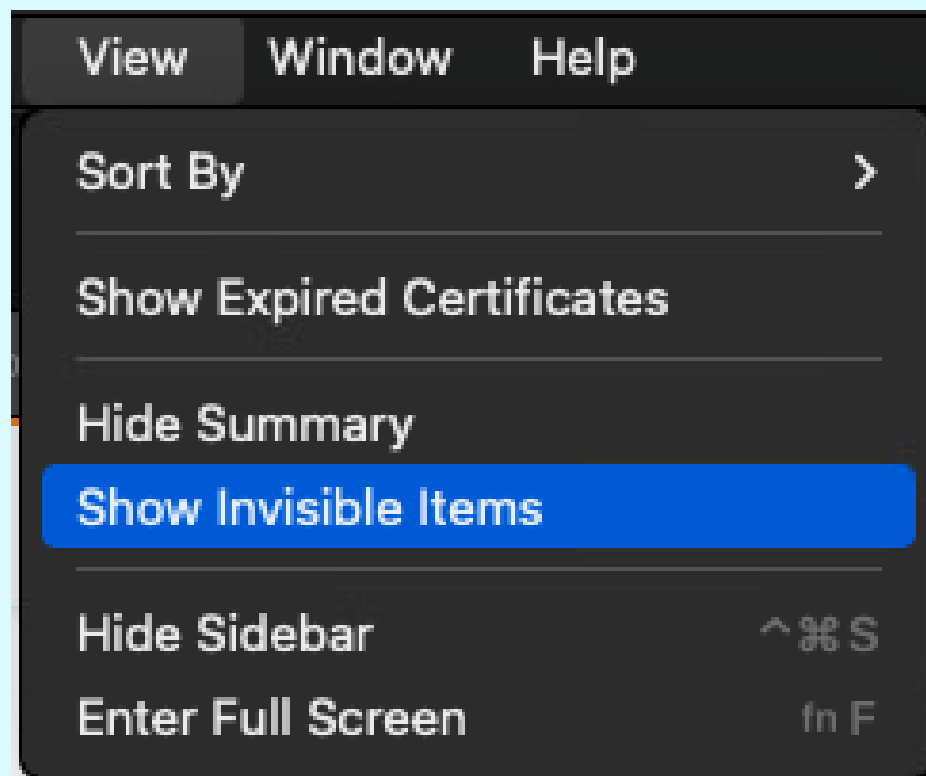 View Window Help
Sort By >
Show Expired Certificates
Hide Summary
Show Invisible Items
Hide Sidebar ^⌘S
Enter Full Screen fn F